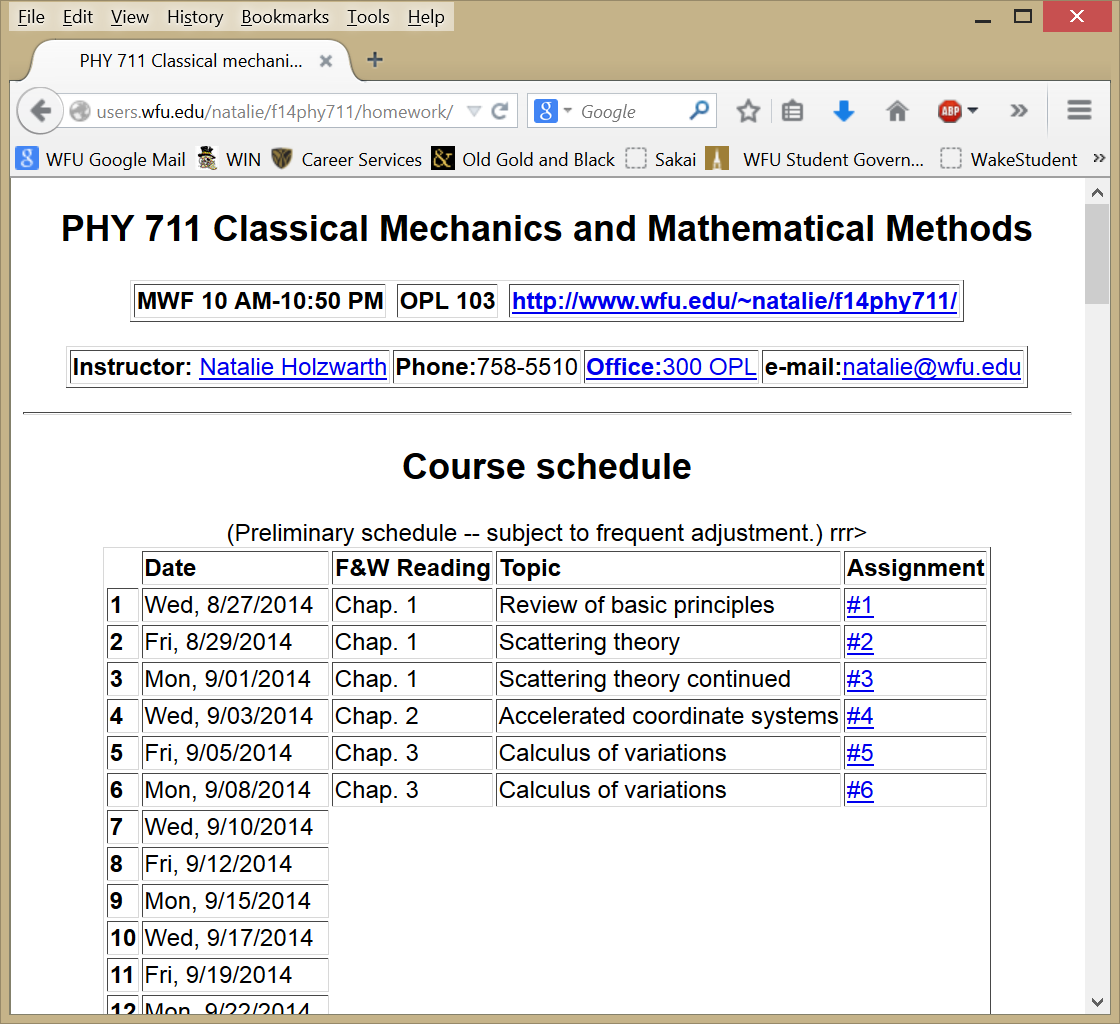 File Edit View History Bookmarks Tools Help
PHY 711 Classical mechani...
users.wfu.edu/natalie/f14phy711/homework/ Google ABP
WFU Google Mail WIN Career Services Old Gold and Black Sakai WFU Student Govern... WakeStudent
PHY 711 Classical Mechanics and Mathematical Methods
MWF 10 AM-10:50 PM OPL 103 http://www.wfu.edu/~natalie/f14phy711/
Instructor: Natalie Holzwarth Phone:758-5510 Office:300 OPL e-mail:natalie@wfu.edu
Course schedule
(Preliminary schedule -- subject to frequent adjustment.) rrr>
Date F&W Reading Topic Assignment
1 Wed, 8/27/2014 Chap. 1 Review of basic principles #1
2 Fri, 8/29/2014 Chap. 1 Scattering theory #2
3 Mon, 9/01/2014 Chap. 1 Scattering theory continued #3
4 Wed, 9/03/2014 Chap. 2 Accelerated coordinate systems #4
5 Fri, 9/05/2014 Chap. 3 Calculus of variations #5
6 Mon, 9/08/2014 Chap. 3 Calculus of variations #6
7 Wed, 9/10/2014
8 Fri, 9/12/2014
9 Mon, 9/15/2014
10 Wed, 9/17/2014
11 Fri, 9/19/2014
12 Mon, 9/22/2014